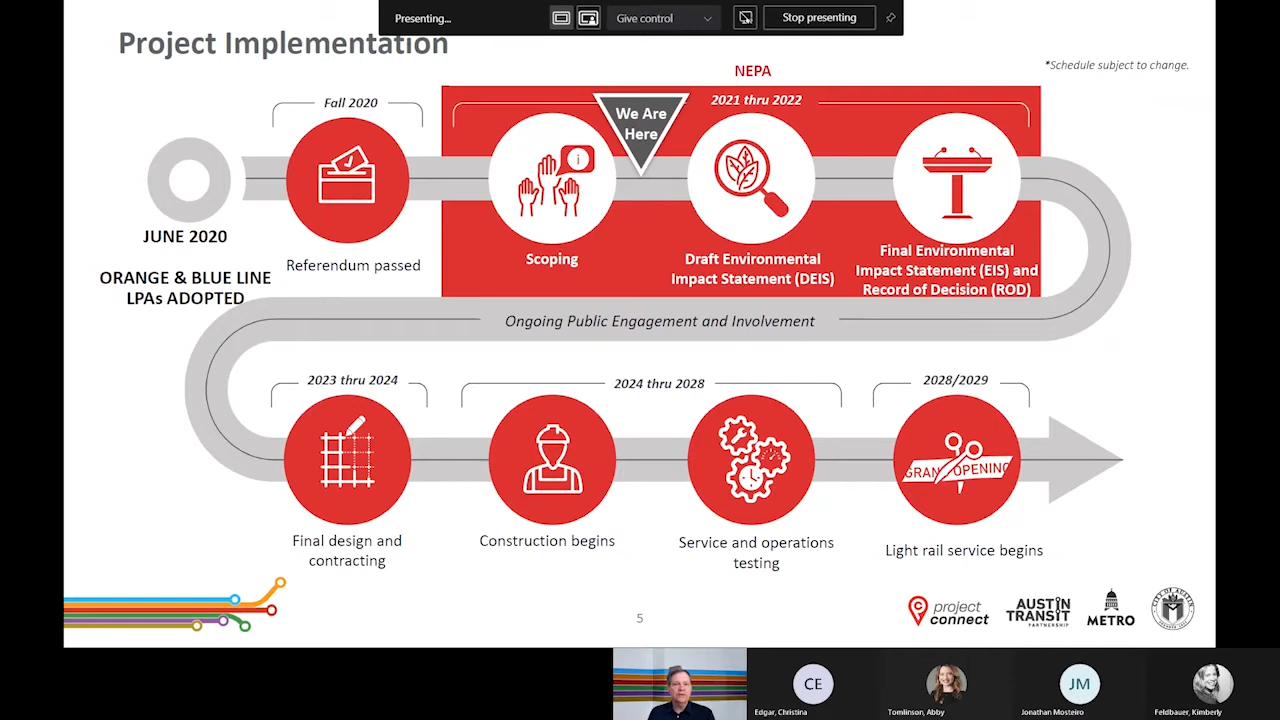 Presenting...
Give control
Stop presenting
Project Implementation
*Schedule subject to change.
NEPA
Fall 2020
2021 thru 2022
We Are
Here
JUNE 2020
ORANGE & BLUE LINE
LPAs ADOPTED
Referendum passed
Scoping
Draft Environmental
Impact Statement (DEIS)
Final Environmental
Impact Statement (EIS) and
Record of Decision (ROD)
Ongoing Public Engagement and Involvement
2023 thru 2024
2024 thru 2028
2028/2029
GRAND OPENING
Final design and
contracting
Construction begins
Service and operations
testing
Light rail service begins
5
project
connect
AUSTIN
TRANSIT
PARTNERSHIP
METRO
CITY OF AUSTIN
CE
JM
Edgar, Christina
Tomlinson, Abby
Jonathan Mosteiro
Feldbauer, Kimberly